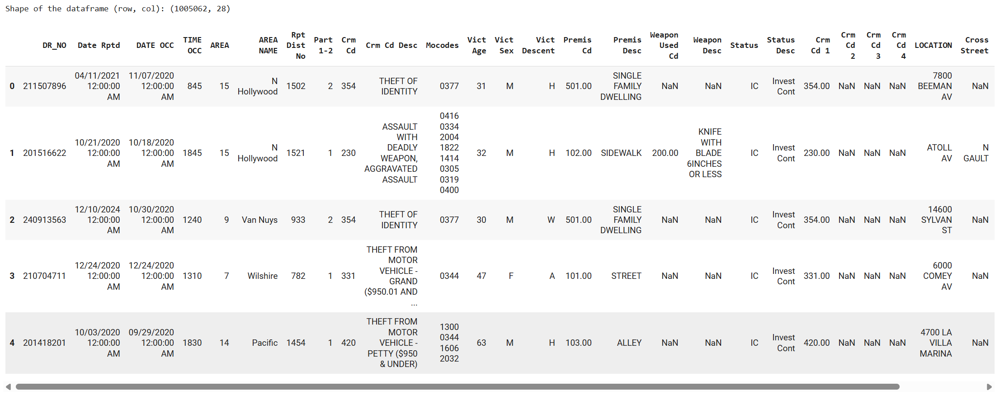 Shape of the dataframe (row, col): (1005062, 28)
DR_NO Date Rptd DATE OCC TIME OCC AREA AREA NAME Rpt Dist No Part 1-2 Crm Cd Crm Cd Desc Mocodes Vict Age Vict Sex Vict Descent Premis Cd Premis Desc Weapon Used Cd Weapon Desc Status Status Desc Crm Cd 1 Crm Cd 2 Crm Cd 3 Crm Cd 4 LOCATION Cross Street
0 211507896 04/11/2021 12:00:00 AM 11/07/2020 12:00:00 AM 845 15 N Hollywood 1502 2 354 THEFT OF IDENTITY 0377 31 M H 501.00 SINGLE FAMILY DWELLING NaN NaN IC Invest Cont 354.00 NaN NaN NaN 7800 BEEMAN AV NaN
1 201516622 10/21/2020 12:00:00 AM 10/18/2020 12:00:00 AM 1845 15 N Hollywood 1521 1 230 ASSAULT WITH DEADLY WEAPON, AGGRAVATED ASSAULT 0416 0334 2004 1822 1414 0305 0319 0400 32 M H 102.00 SIDEWALK 200.00 KNIFE WITH BLADE 6INCHES OR LESS IC Invest Cont 230.00 NaN NaN NaN ATOLL AV N GAULT
2 240913563 12/10/2024 12:00:00 AM 10/30/2020 12:00:00 AM 1240 9 Van Nuys 933 2 354 THEFT OF IDENTITY 0377 30 M W 501.00 SINGLE FAMILY DWELLING NaN NaN IC Invest Cont 354.00 NaN NaN NaN 14600 SYLVAN ST NaN
3 210704711 12/24/2020 12:00:00 AM 12/24/2020 12:00:00 AM 1310 7 Wilshire 782 1 331 THEFT FROM MOTOR VEHICLE - GRAND ($950.01 AND ... 0344 47 F A 101.00 STREET NaN NaN IC Invest Cont 331.00 NaN NaN NaN 6000 COMEY AV NaN
4 201418201 10/03/2020 12:00:00 AM 09/29/2020 12:00:00 AM 1830 14 Pacific 1454 1 420 THEFT FROM MOTOR VEHICLE - PETTY ($950 & UNDER) 1300 0344 1606 2032 63 M H 103.00 ALLEY NaN NaN IC Invest Cont 420.00 NaN NaN NaN 4700 LA VILLA MARINA NaN